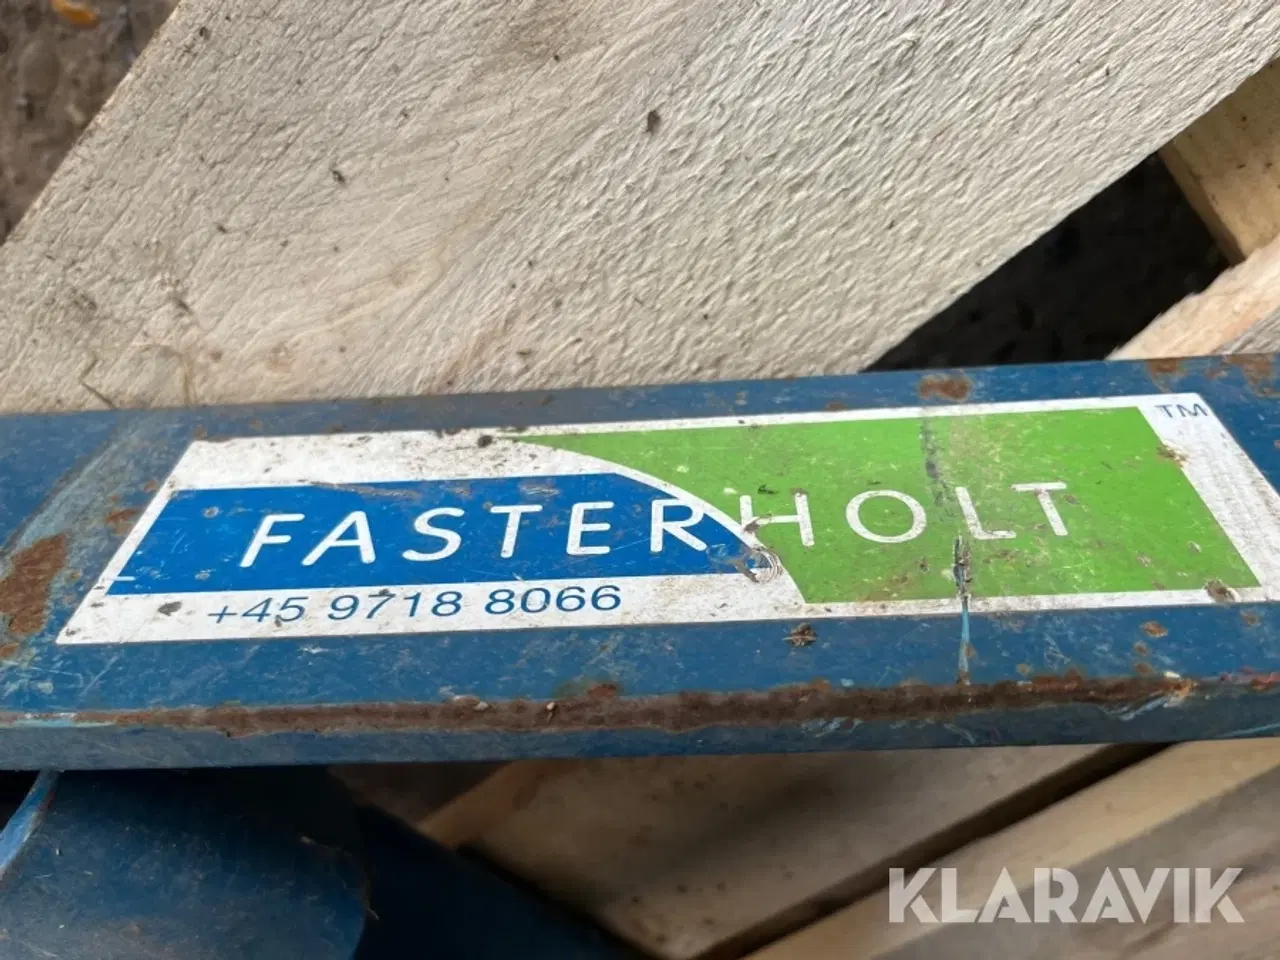 TM
FASTERHOLT
+45 9718 8066
KLARAVIK